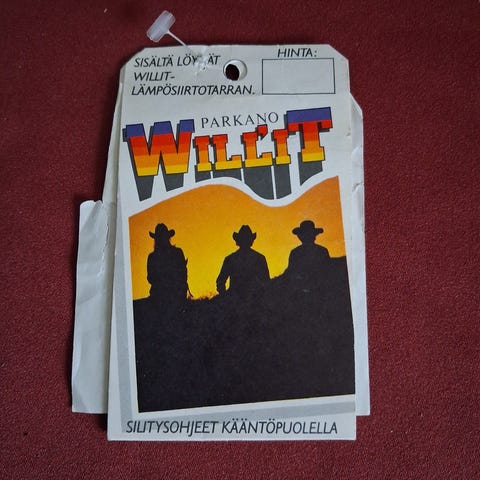 SISÄLTÄ LÖYDÄT
WILLIT-
LÄMPÖSIIRTOTARRAN.
HINTA:
PARKANO
WILL'iT
SILITYSOHJEET KÄÄNTÖPUOLELLA